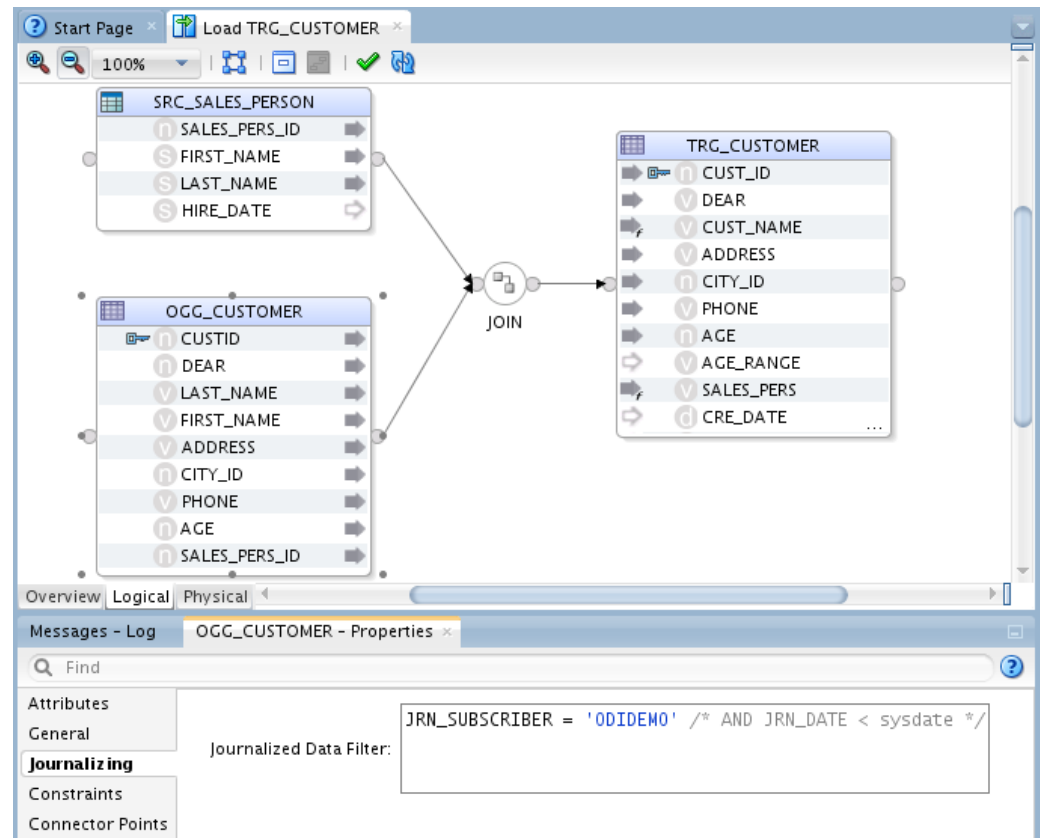 Start Page
Load TRG_CUSTOMER
100%
SRC_SALES_PERSON
n SALES_PERS_ID
S FIRST_NAME
S LAST_NAME
S HIRE_DATE
OGG_CUSTOMER
n CUSTID
n DEAR
V LAST_NAME
V FIRST_NAME
V ADDRESS
n CITY_ID
V PHONE
n AGE
n SALES_PERS_ID
JOIN
TRG_CUSTOMER
n CUST_ID
V DEAR
f V CUST_NAME
V ADDRESS
n CITY_ID
V PHONE
n AGE
V AGE_RANGE
f V SALES_PERS
d CRE_DATE
...
Overview Logical Physical
Messages - Log
OGG_CUSTOMER - Properties
Find
Attributes
General
Journalizing
Constraints
Connector Points
Journalized Data Filter:
JRN_SUBSCRIBER = 'ODIDEMO' /* AND JRN_DATE < sysdate */